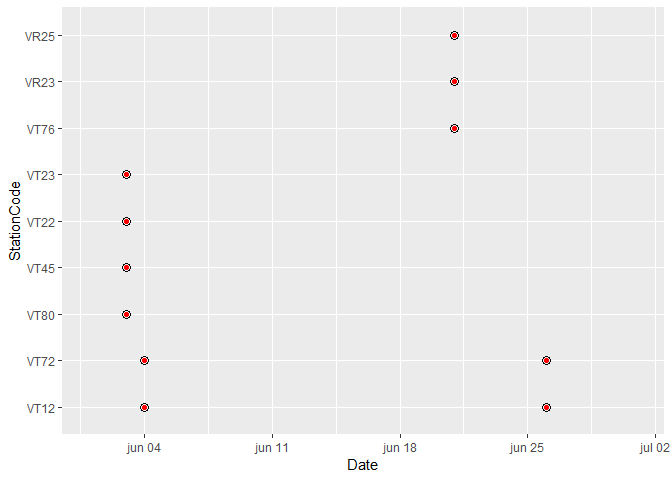 VR25
VR23
VT76
VT23
VT22
VT45
VT80
VT72
VT12
StationCode
jun 04 jun 11 jun 18 jun 25 jul 02
Date